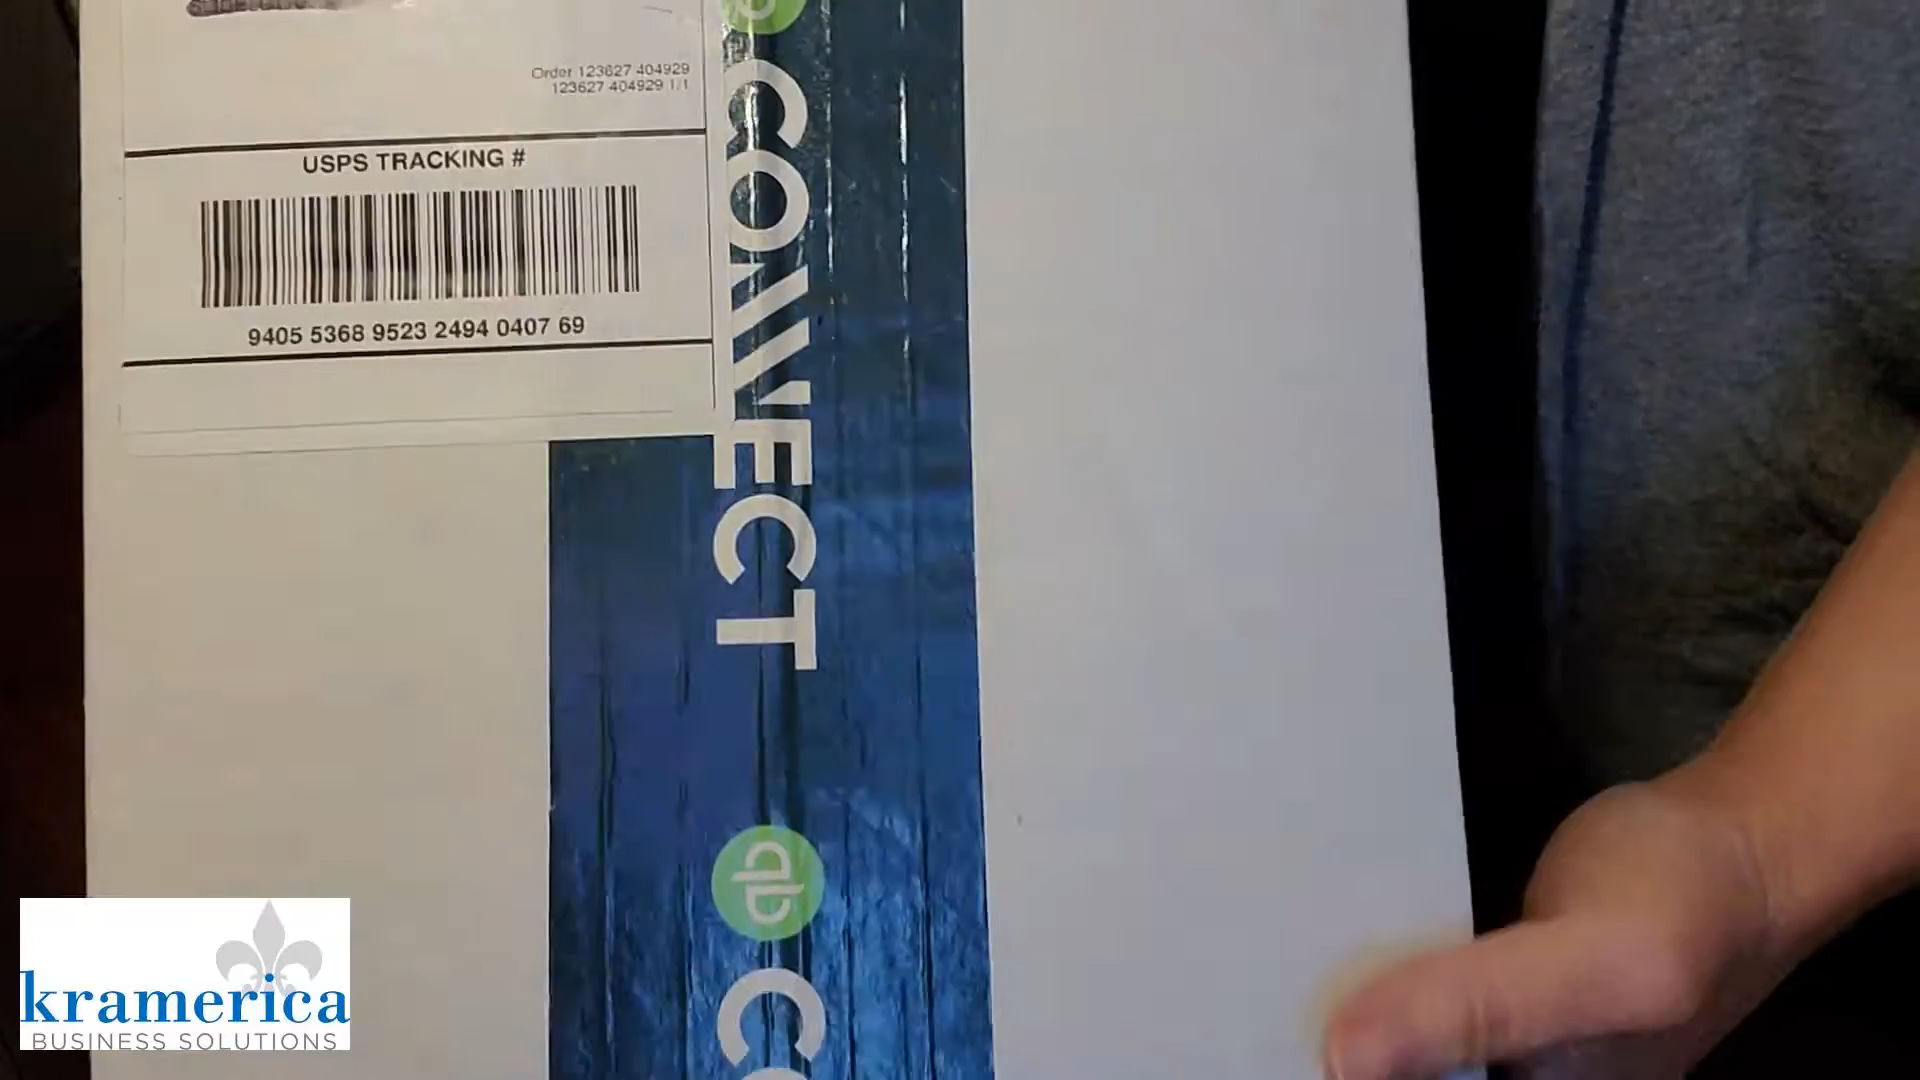 Order 123627 404929
123627 404929 1/1
USPS TRACKING #
9405 5368 9523 2494 0407 69
CONNECT
qb
kramerica
BUSINESS SOLUTIONS